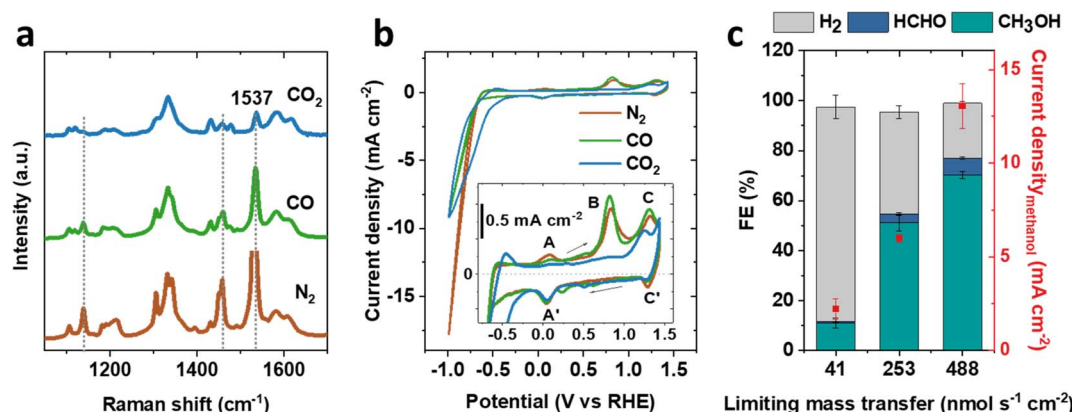 a
CO2
1537
CO
N2
Intensity (a.u.)
1200 1400 1600
Raman shift (cm-1)
b
0
-5
-10
-15
Current density (mA cm-2)
N2
CO
CO2
0.5 mA cm-2
B
C
A
0
A'
C'
-0.5 0.0 0.5 1.0 1.5
-1.0 -0.5 0.0 0.5 1.0 1.5
Potential (V vs RHE)
c
H2 HCHO CH3OH
120
100
80
60
40
20
0
FE (%)
15
10
5
0
Current densitymethanol (mA cm-2)
41 253 488
Limiting mass transfer (nmol s-1 cm-2)